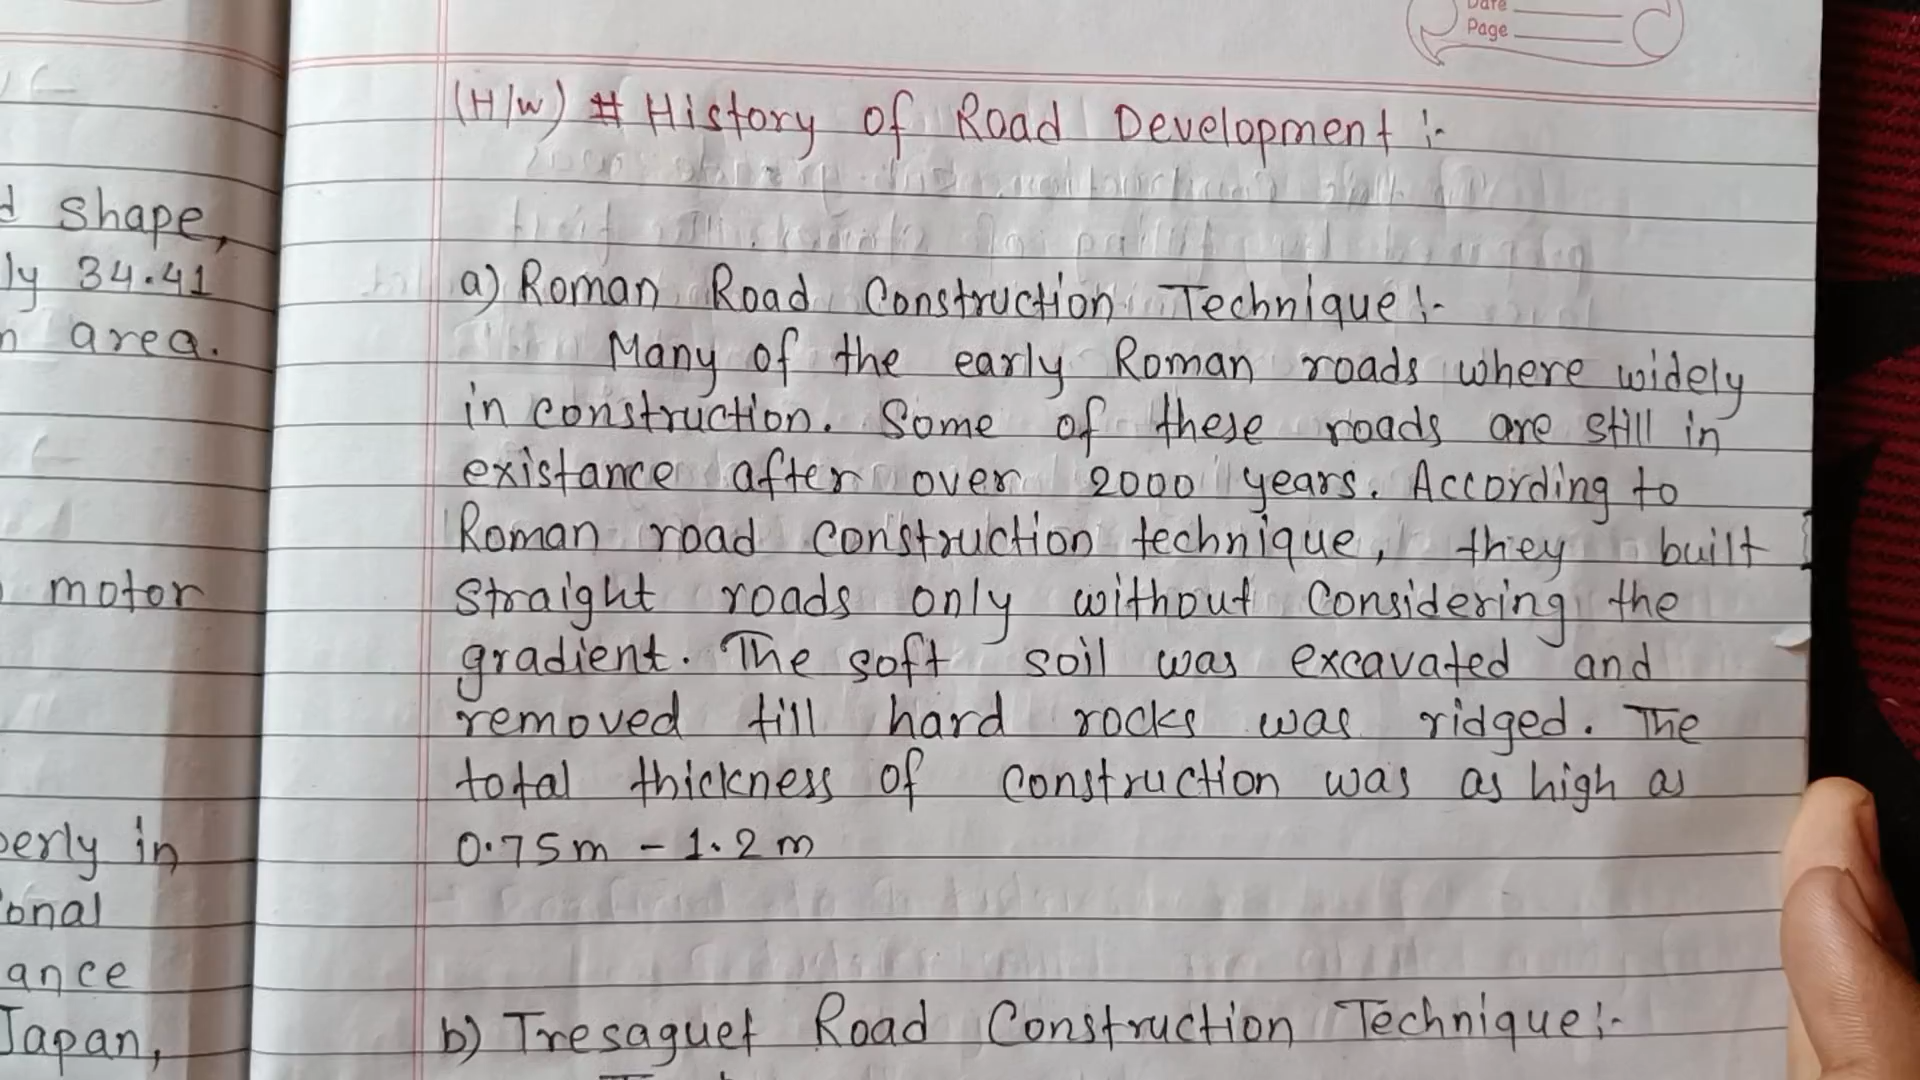 Date
Page
(H/W) # History of Road Development :-
d shape,
ly 34.41
n area.
motor
perly in
onal
ance
Japan,
a) Roman Road Construction Technique :-
Many of the early Roman roads where widely
in construction. Some of these roads are still in
existance after over 2000 years. According to
Roman road construction technique, they built
straight roads only without considering the
gradient. The soft soil was excavated and
removed till hard rocks was ridged. The
total thickness of construction was as high as
0.75m - 1.2m
b) Tresaguet Road Construction Technique :-